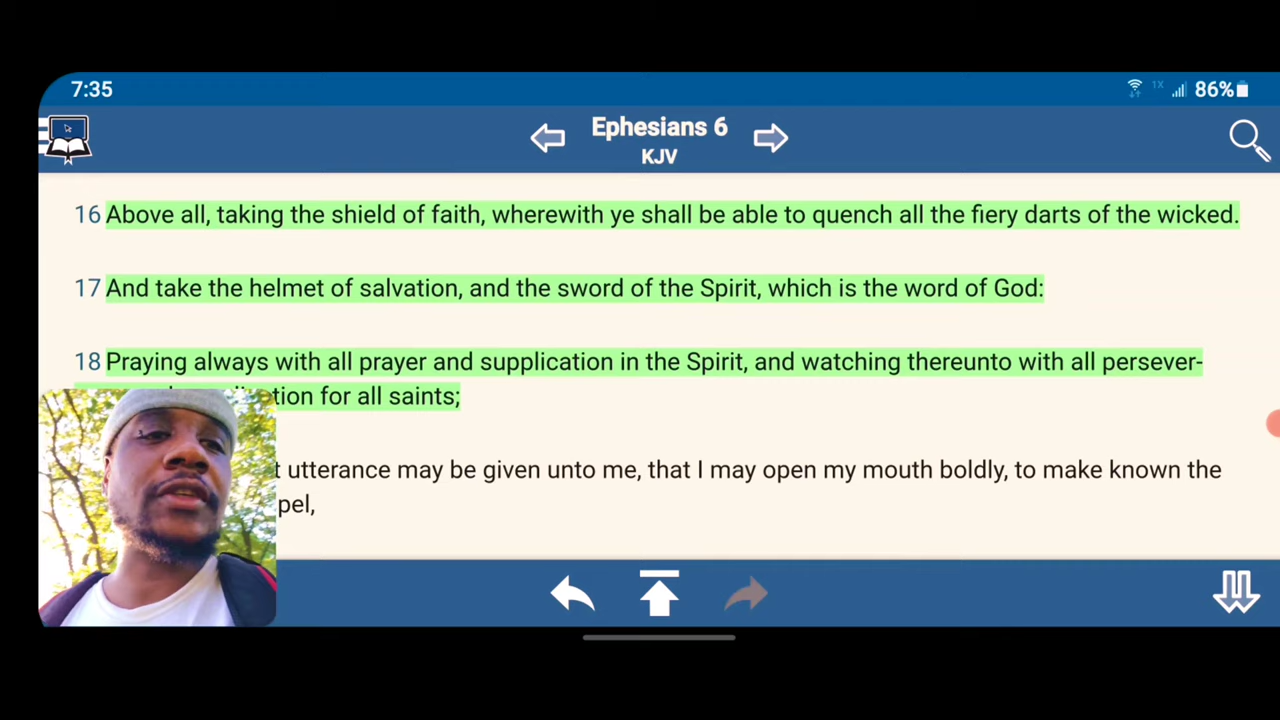 7:35
1X
86%
Ephesians 6
KJV
16 Above all, taking the shield of faith, wherewith ye shall be able to quench all the fiery darts of the wicked.
17 And take the helmet of salvation, and the sword of the Spirit, which is the word of God:
18 Praying always with all prayer and supplication in the Spirit, and watching thereunto with all persever-
tion for all saints;
t utterance may be given unto me, that I may open my mouth boldly, to make known the
pel,